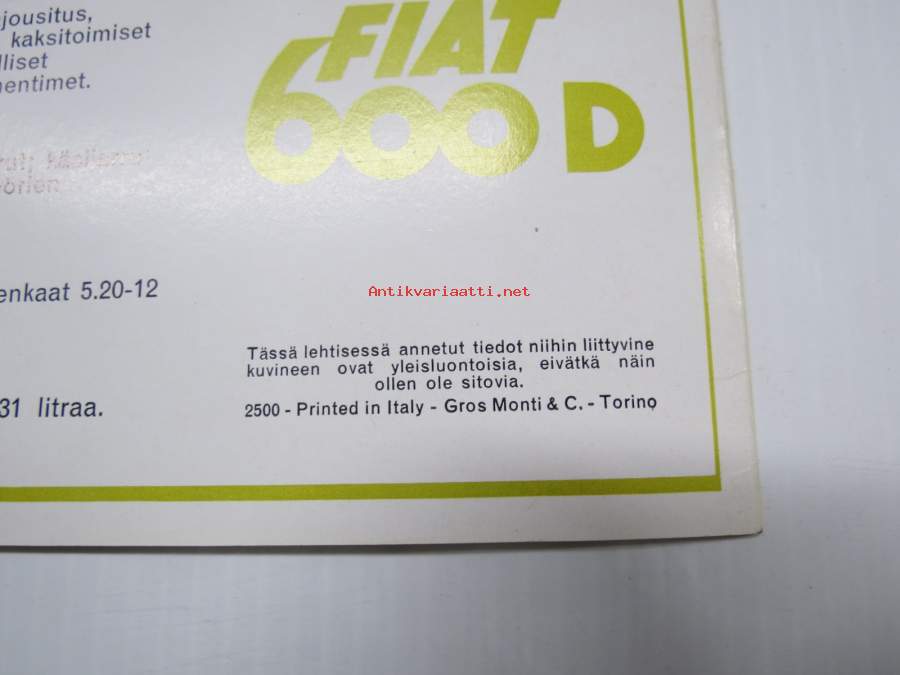 jousitus,
kaksitoimiset
lliset
entimet.
FIAT
600 D
enkaat 5.20-12
Antikvariaatti.net
31 litraa.
Tässä lehtisessä annetut tiedot niihin liittyvine
kuvineen ovat yleisluontoisia, eivätkä näin
ollen ole sitovia.
2500 - Printed in Italy - Gros Monti & C. - Torino